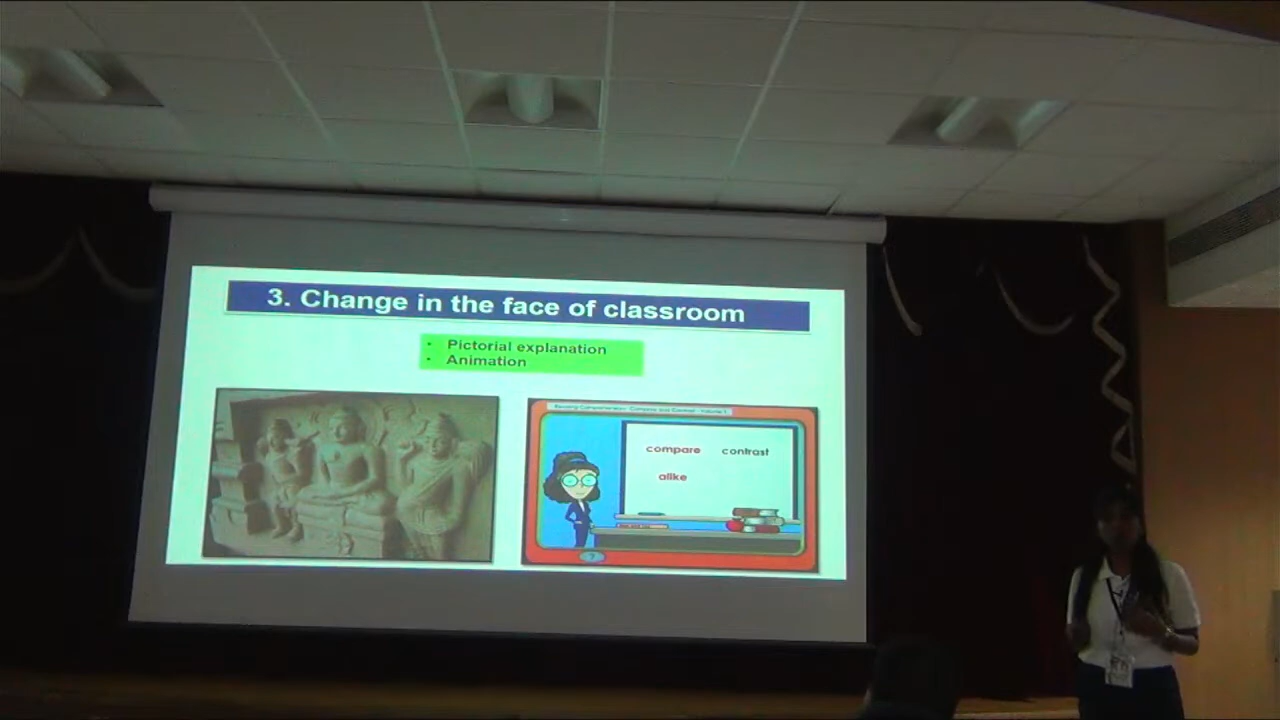 3. Change in the face of classroom
• Pictorial explanation
• Animation
compare contrast
alike